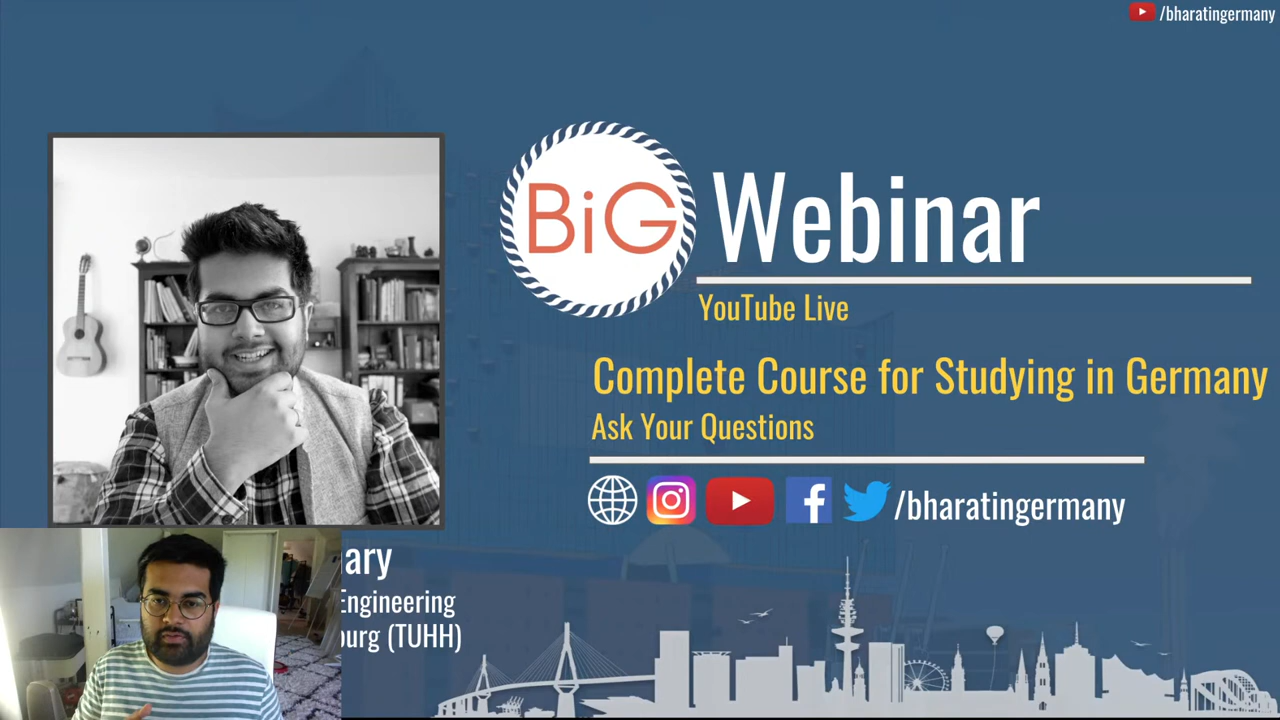 /bharatingermany
BiG Webinar
YouTube Live
Complete Course for Studying in Germany
Ask Your Questions
/bharatingermany
ary
Engineering
burg (TUHH)